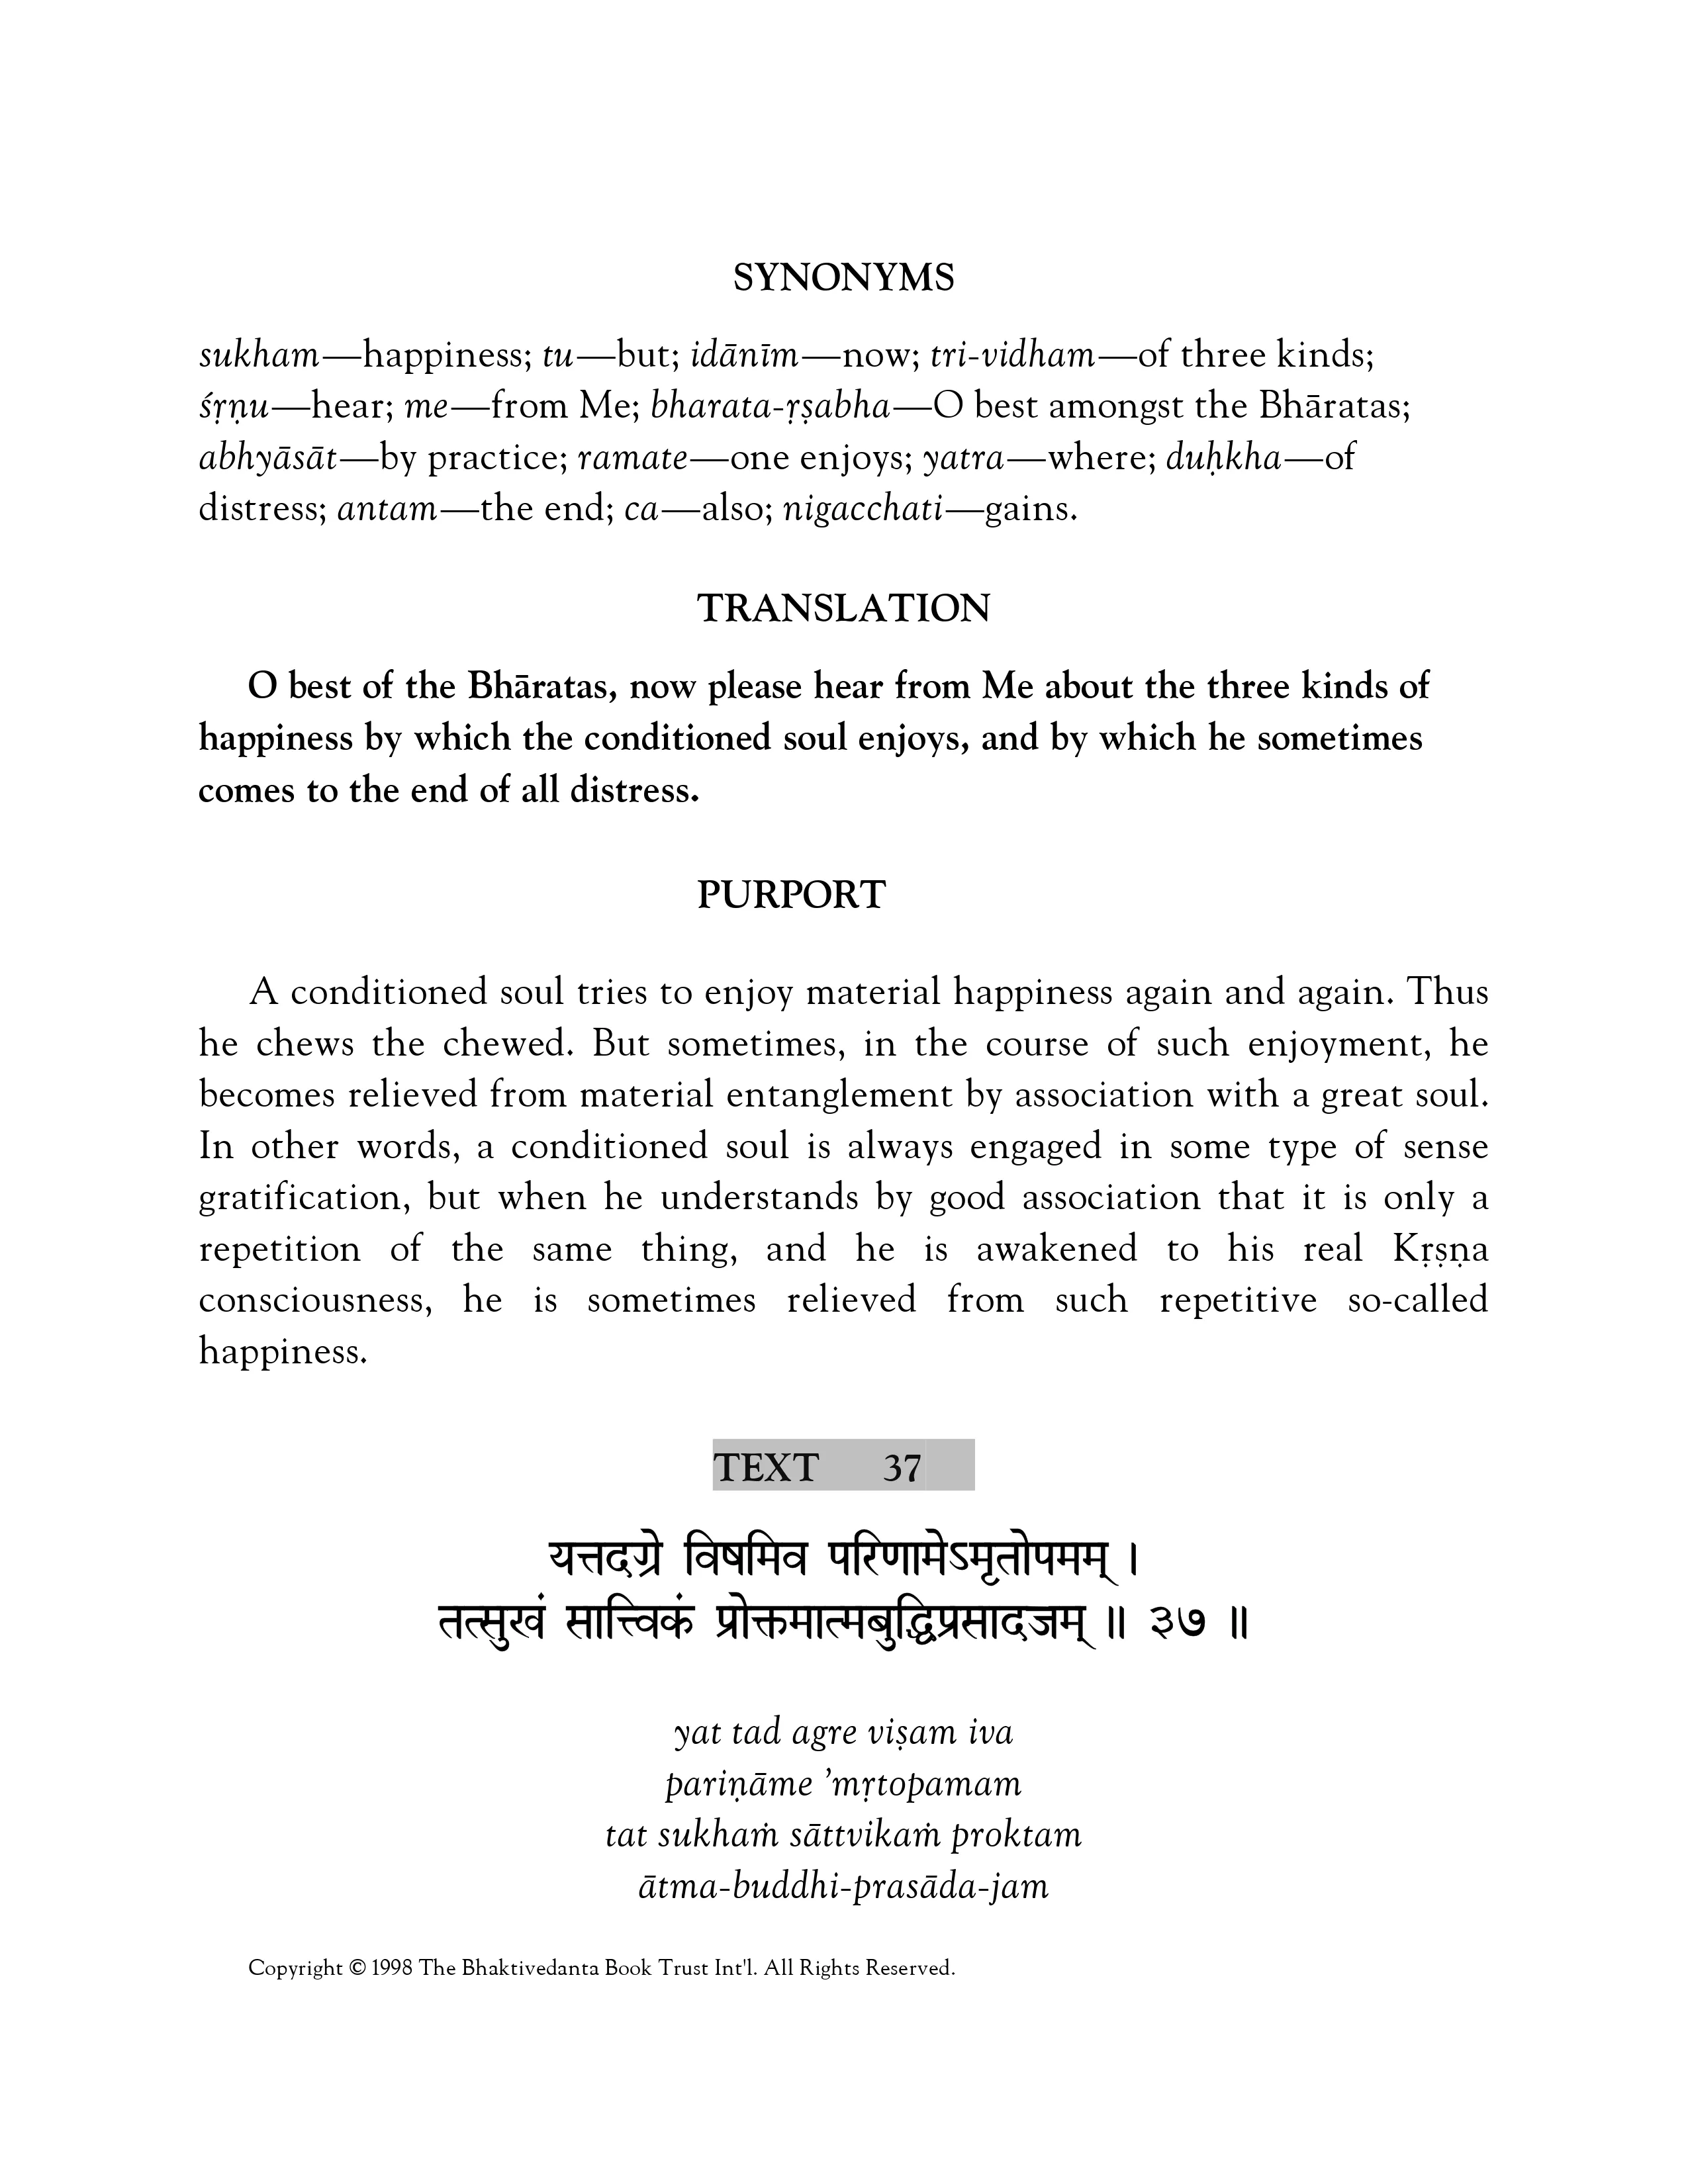 SYNONYMS
sukham—happiness; tu—but; idānīm—now; tri-vidham—of three kinds;
śṛṇu—hear; me—from Me; bharata-ṛṣabha—O best amongst the Bhāratas;
abhyāsāt—by practice; ramate—one enjoys; yatra—where; duḥkha—of
distress; antam—the end; ca—also; nigacchati—gains.
TRANSLATION
O best of the Bhāratas, now please hear from Me about the three kinds of
happiness by which the conditioned soul enjoys, and by which he sometimes
comes to the end of all distress.
PURPORT
A conditioned soul tries to enjoy material happiness again and again. Thus
he chews the chewed. But sometimes, in the course of such enjoyment, he
becomes relieved from material entanglement by association with a great soul.
In other words, a conditioned soul is always engaged in some type of sense
gratification, but when he understands by good association that it is only a
repetition of the same thing, and he is awakened to his real Kṛṣṇa
consciousness, he is sometimes relieved from such repetitive so-called
happiness.
TEXT 37
यत्तदग्रे विषमिव परिणामेऽमृतोपमम् ।
तत्सुखं सात्त्विकं प्रोक्तमात्मबुद्धिप्रसादजम् ॥ ३७ ॥
yat tad agre viṣam iva
pariṇāme ’mṛtopamam
tat sukhaṁ sāttvikaṁ proktam
ātma-buddhi-prasāda-jam
Copyright © 1998 The Bhaktivedanta Book Trust Int'l. All Rights Reserved.